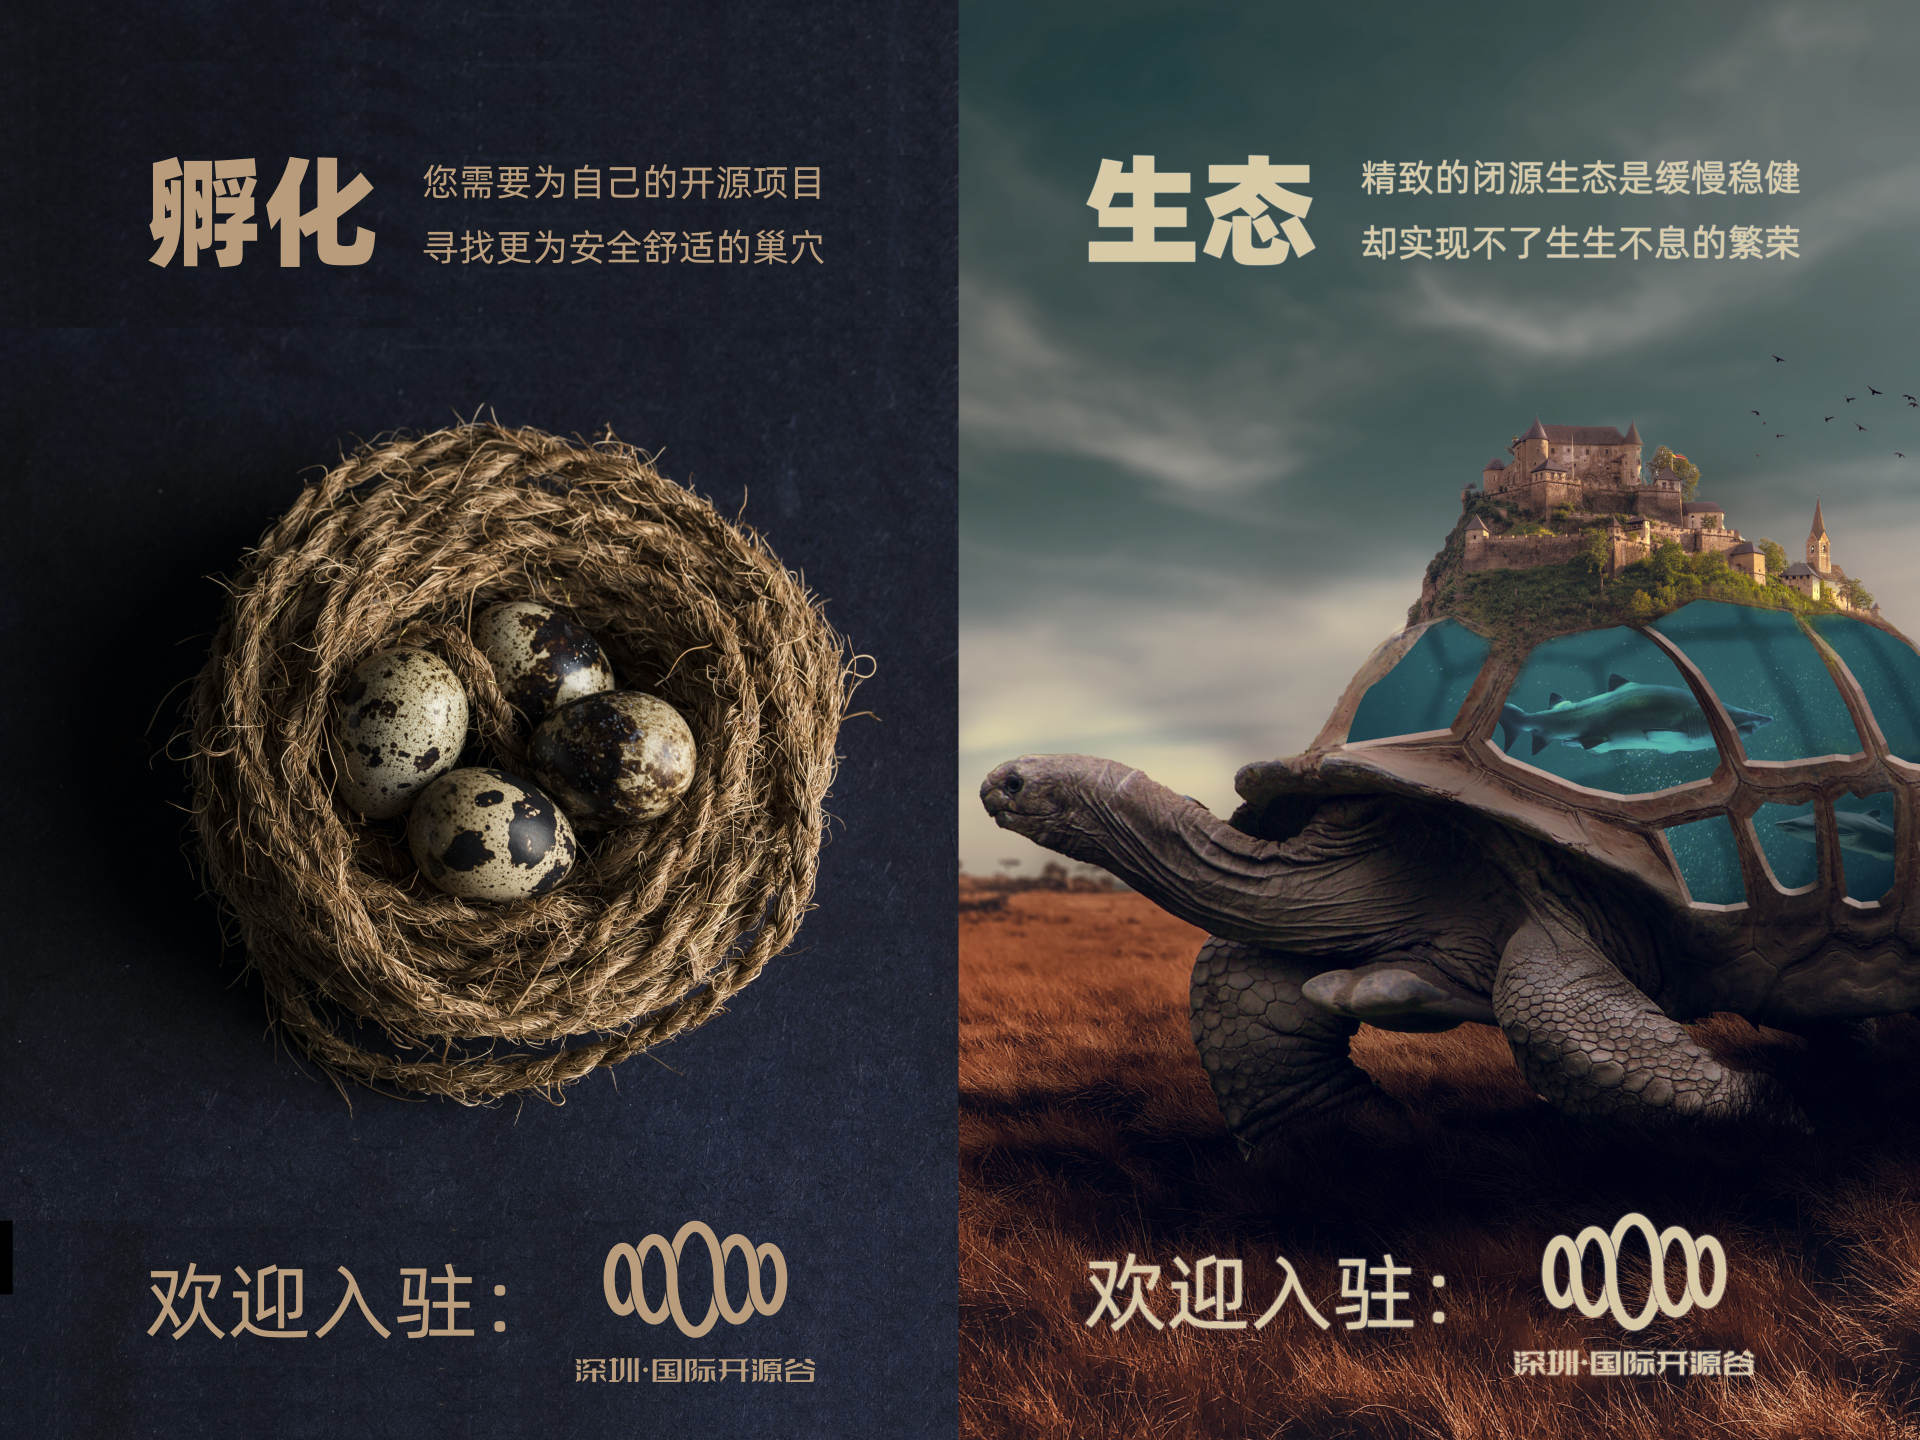 孵化
您需要为自己的开源项目
寻找更为安全舒适的巢穴
欢迎入驻：
深圳·国际开源谷
生态
精致的闭源生态是缓慢稳健
却实现不了生生不息的繁荣
欢迎入驻：
深圳·国际开源谷